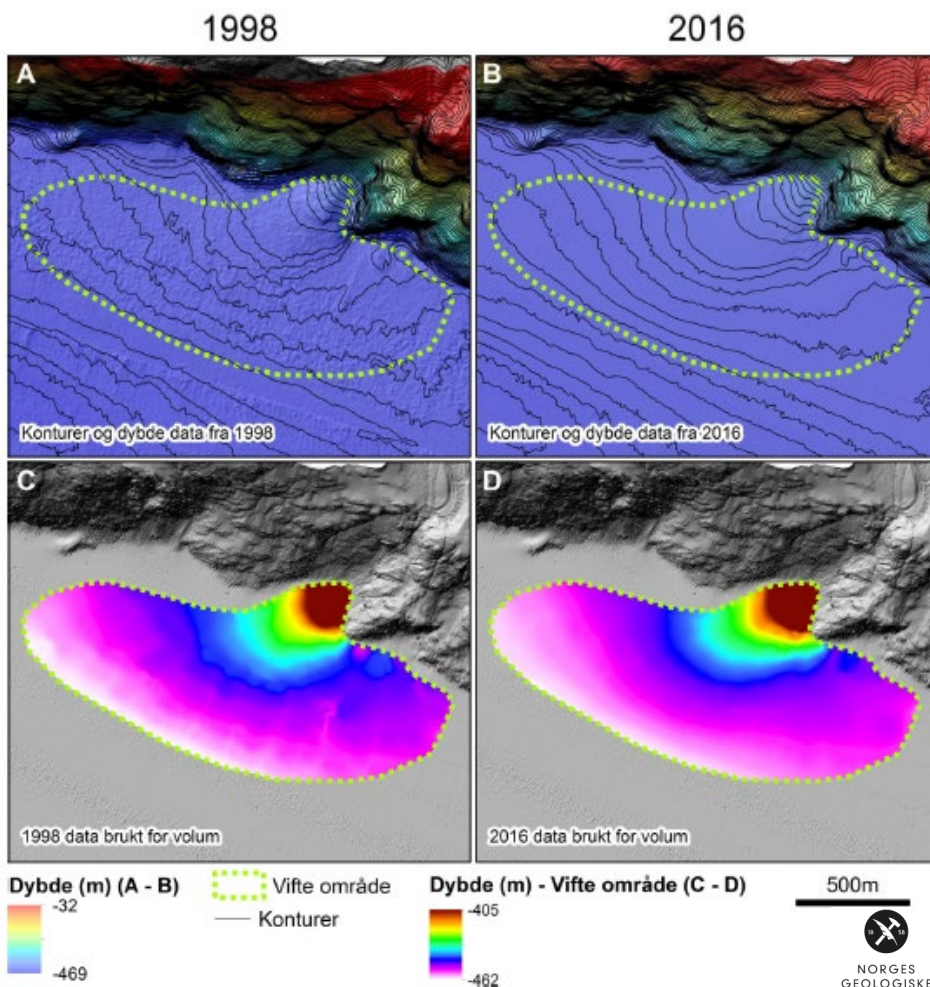 1998
2016
A
B
Konturer og dybde data fra 1998
Konturer og dybde data fra 2016
C
D
1998 data brukt for volum
2016 data brukt for volum
Dybde (m) (A - B)
-32
-469
Vifte område
Konturer
Dybde (m) - Vifte område (C - D)
-405
-462
500m
18 58
NORGES
GEOLOGISKE